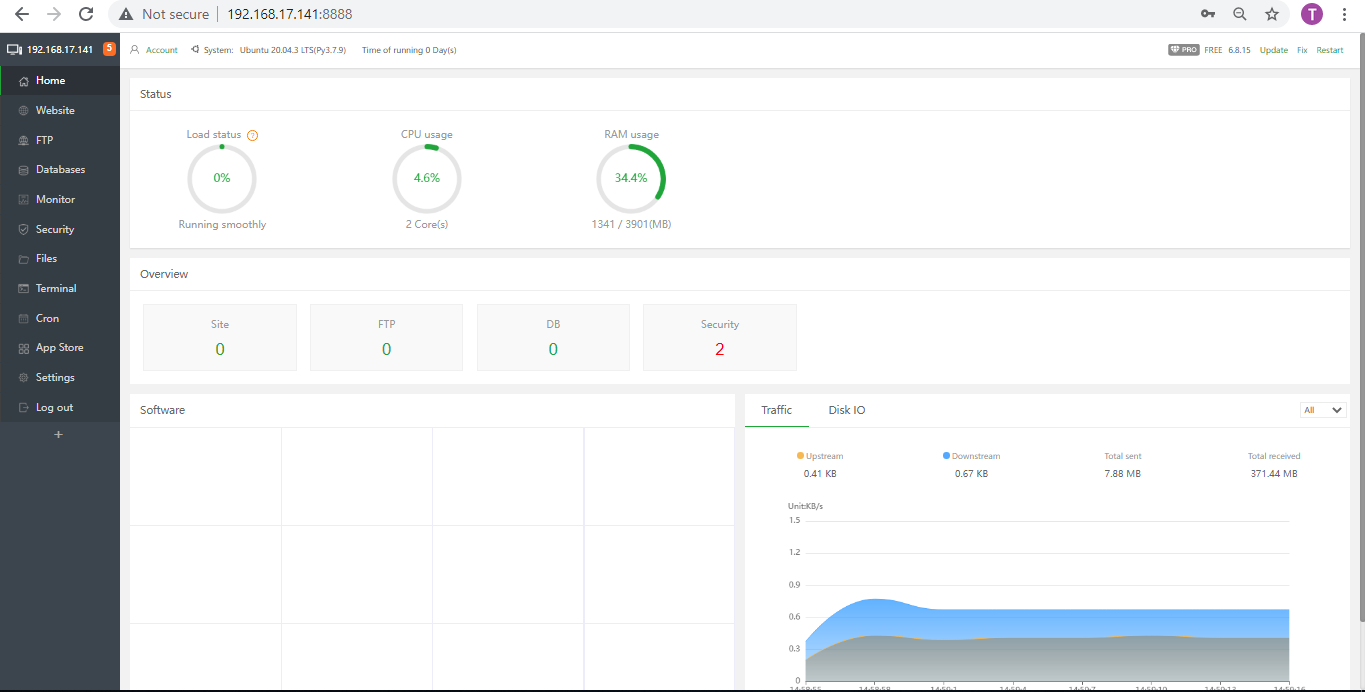 Not secure 192.168.17.141:8888
T
192.168.17.141 5
Account System: Ubuntu 20.04.3 LTS(Py3.7.9) Time of running 0 Day(s)
PRO FREE 6.8.15 Update Fix Restart
Home
Website
FTP
Databases
Monitor
Security
Files
Terminal
Cron
App Store
Settings
Log out
+
Status
Load status ? CPU usage RAM usage
0% 4.6% 34.4%
Running smoothly 2 Core(s) 1341 / 3901(MB)
Overview
Site FTP DB Security
0 0 0 2
Software
Traffic Disk IO All
Upstream Downstream Total sent Total received
0.41 KB 0.67 KB 7.88 MB 371.44 MB
Unit:KB/s
1.5
1.2
0.9
0.6
0.3
0